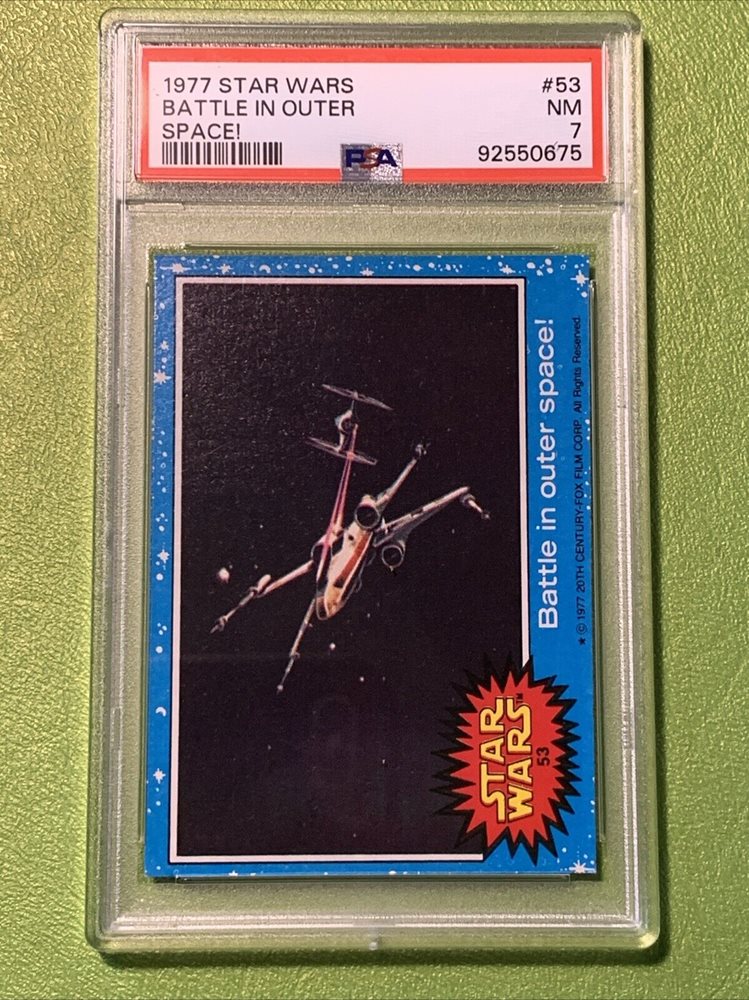 1977 STAR WARS #53
BATTLE IN OUTER NM
SPACE! 7
PSA 92550675
Battle in outer space!
★ © 1977 20TH CENTURY-FOX FILM CORP. All Rights Reserved.
STAR
WARS™
53